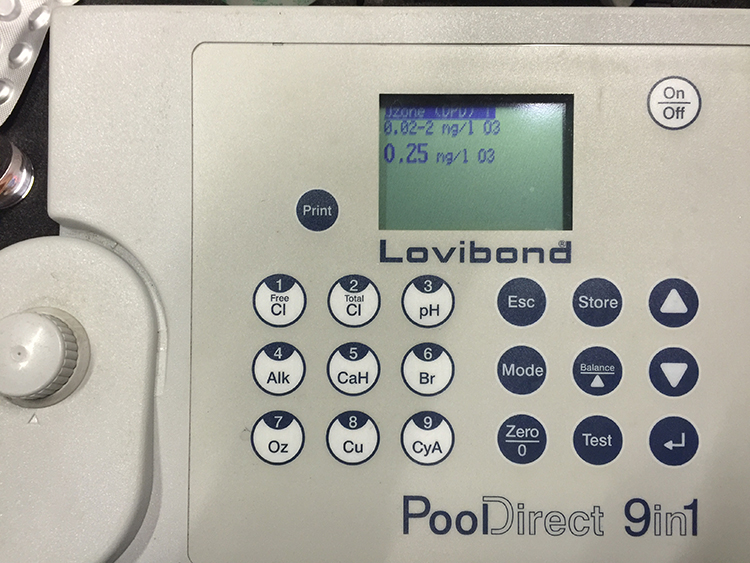 On
Off
Ozone (DPD) T
0.02-2 mg/l O3
0.25 mg/l O3
Print
Lovibond®
1
Free
Cl
2
Total
Cl
3
pH
Esc
Store
4
Alk
5
CaH
6
Br
Mode
Balance
7
Oz
8
Cu
9
CyA
Zero
0
Test
PoolDirect 9in1